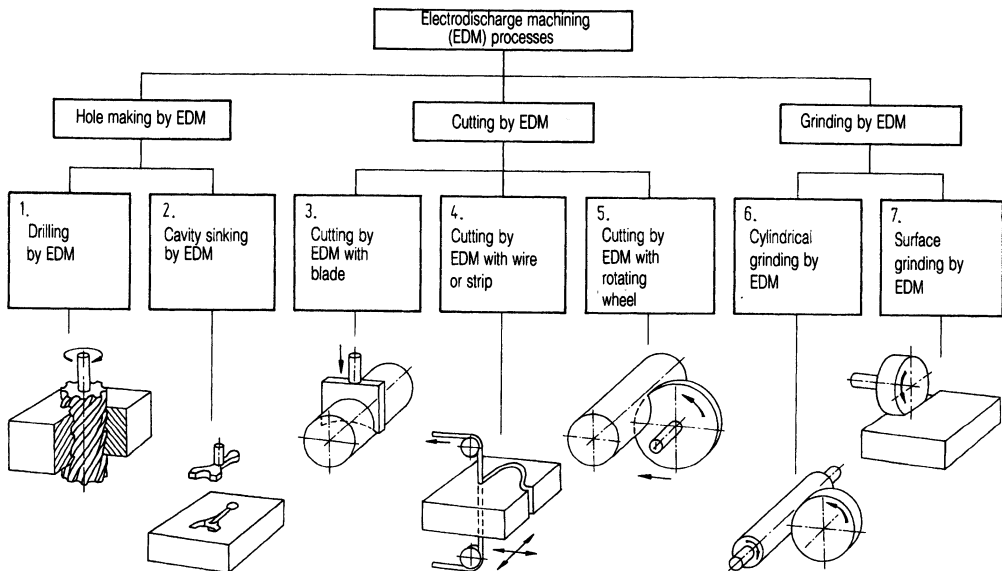 Electrodischarge machining
(EDM) processes
Hole making by EDM
Cutting by EDM
Grinding by EDM
1.
Drilling
by EDM
2.
Cavity sinking
by EDM
3.
Cutting by
EDM with
blade
4.
Cutting by
EDM with wire
or strip
5.
Cutting by
EDM with
rotating
wheel
6.
Cylindrical
grinding by
EDM
7.
Surface
grinding by
EDM